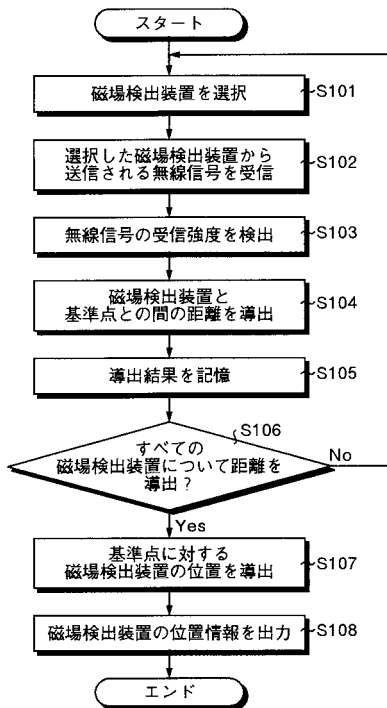 スタート
磁場検出装置を選択
S101
選択した磁場検出装置から
送信される無線信号を受信
S102
無線信号の受信強度を検出
S103
磁場検出装置と
基準点との間の距離を導出
S104
導出結果を記憶
S105
S106
すべての
磁場検出装置について距離を
導出?
No
Yes
基準点に対する
磁場検出装置の位置を導出
S107
磁場検出装置の位置情報を出力
S108
エンド